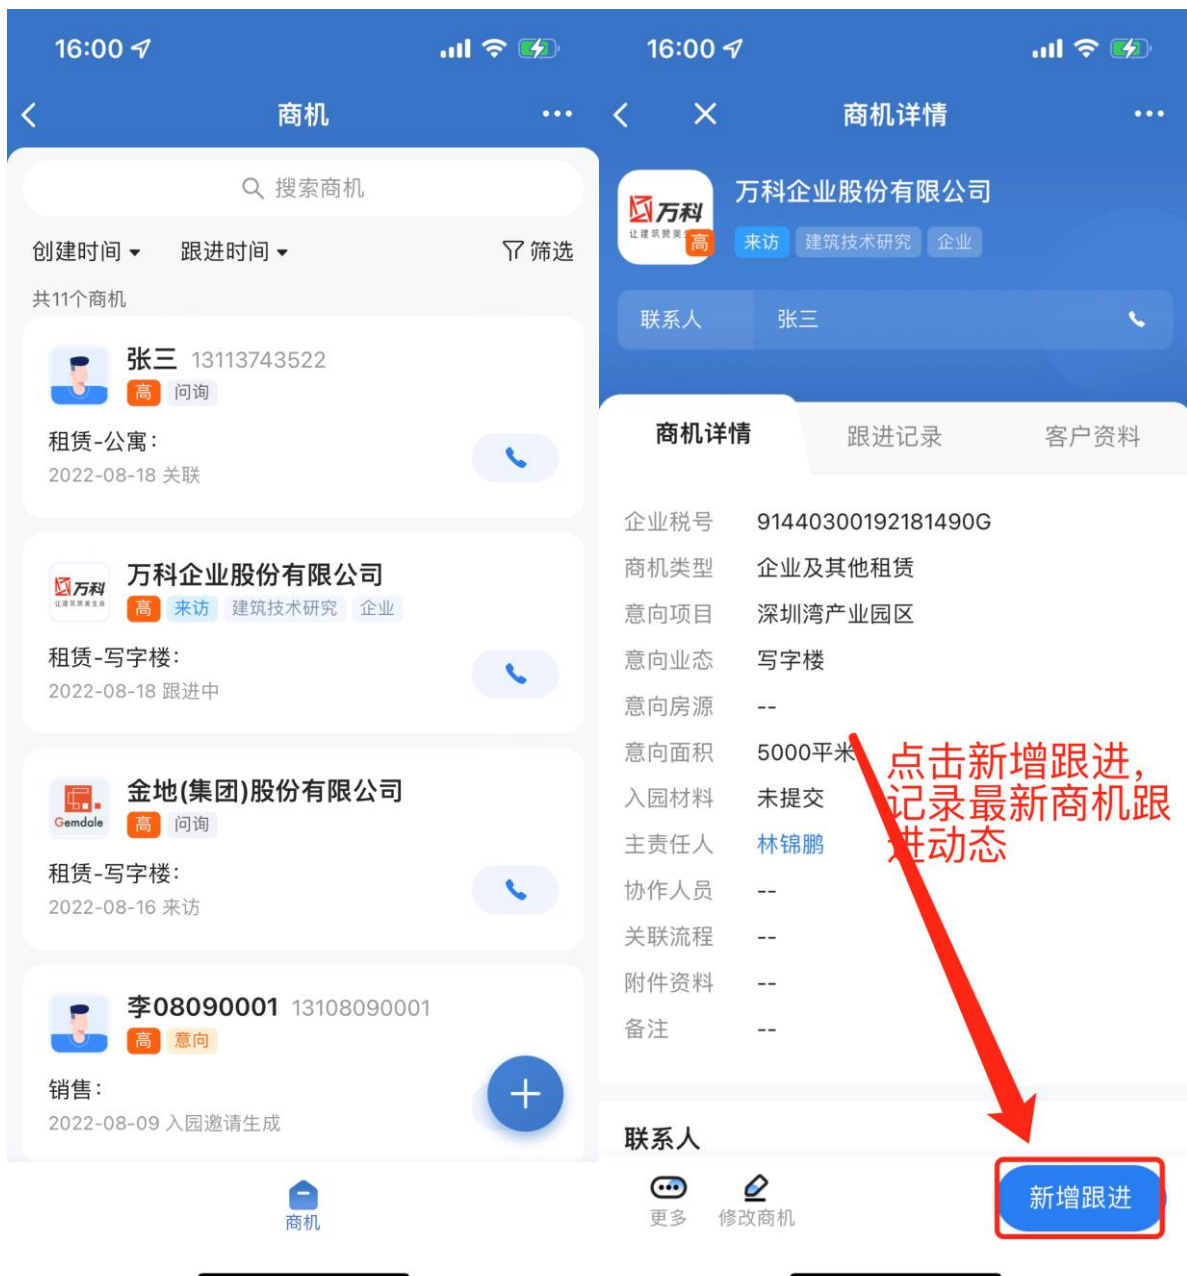 16:00
商机
搜索商机
创建时间 跟进时间 筛选
共11个商机
张三 13113743522
高 问询
租赁-公寓：
2022-08-18 关联
万科
让建筑赞美生命
万科企业股份有限公司
高 来访 建筑技术研究 企业
租赁-写字楼：
2022-08-18 跟进中
Gemdale
金地(集团)股份有限公司
高 问询
租赁-写字楼：
2022-08-16 来访
李08090001 13108090001
高 意向
销售：
2022-08-09 入园邀请生成
商机
16:00
商机详情
万科
让建筑赞美生
高
万科企业股份有限公司
来访 建筑技术研究 企业
联系人 张三
商机详情 跟进记录 客户资料
企业税号 91440300192181490G
商机类型 企业及其他租赁
意向项目 深圳湾产业园区
意向业态 写字楼
意向房源 --
意向面积 5000平米
入园材料 未提交
主责任人 林锦鹏
协作人员 --
关联流程 --
附件资料 --
备注 --
点击新增跟进，
记录最新商机跟
进动态
联系人
更多 修改商机 新增跟进